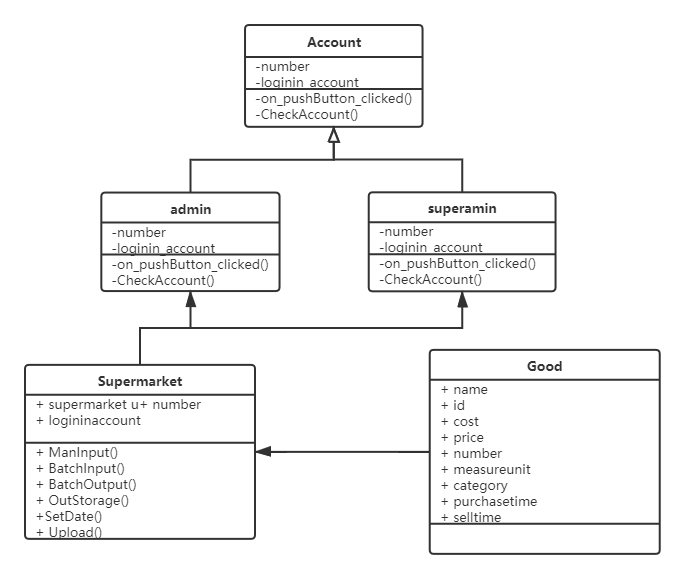 Account
-number
-loginin_account
-on_pushButton_clicked()
-CheckAccount()
admin
-number
-loginin_account
-on_pushButton_clicked()
-CheckAccount()
superamin
-number
-loginin_account
-on_pushButton_clicked()
-CheckAccount()
Supermarket
+ supermarket u+ number
+ logininaccount
+ ManInput()
+ BatchInput()
+ BatchOutput()
+ OutStorage()
+SetDate()
+ Upload()
Good
+ name
+ id
+ cost
+ price
+ number
+ measureunit
+ category
+ purchasetime
+ selltime